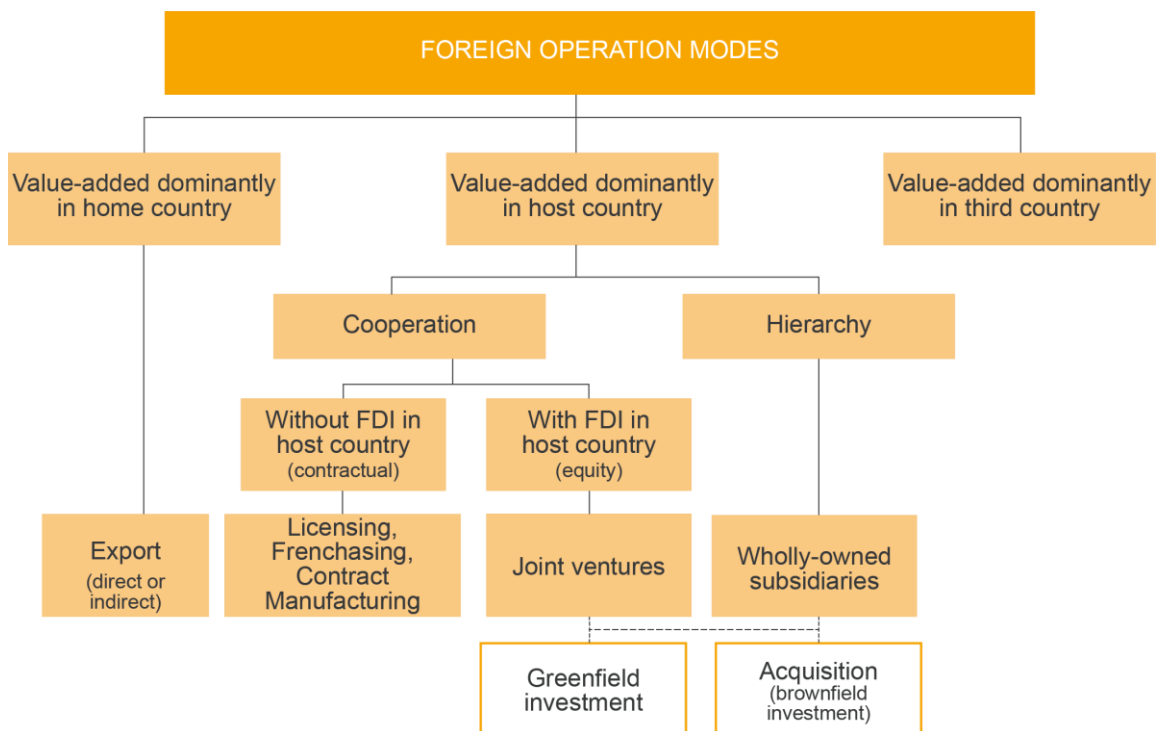 FOREIGN OPERATION MODES
Value-added dominantly
in home country
Value-added dominantly
in host country
Value-added dominantly
in third country
Cooperation
Hierarchy
Without FDI in
host country
(contractual)
With FDI in
host country
(equity)
Export
(direct or
indirect)
Licensing,
Frenchasing,
Contract
Manufacturing
Joint ventures
Wholly-owned
subsidiaries
Greenfield
investment
Acquisition
(brownfield
investment)